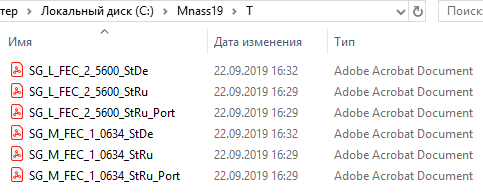 тер › Локальный диск (C:) › Mnass19 › T Поиск
Имя Дата изменения Тип
SG_L_FEC_2_5600_StDe 22.09.2019 16:32 Adobe Acrobat Document
SG_L_FEC_2_5600_StRu 22.09.2019 16:29 Adobe Acrobat Document
SG_L_FEC_2_5600_StRu_Port 22.09.2019 16:29 Adobe Acrobat Document
SG_M_FEC_1_0634_StDe 22.09.2019 16:32 Adobe Acrobat Document
SG_M_FEC_1_0634_StRu 22.09.2019 16:29 Adobe Acrobat Document
SG_M_FEC_1_0634_StRu_Port 22.09.2019 16:29 Adobe Acrobat Document